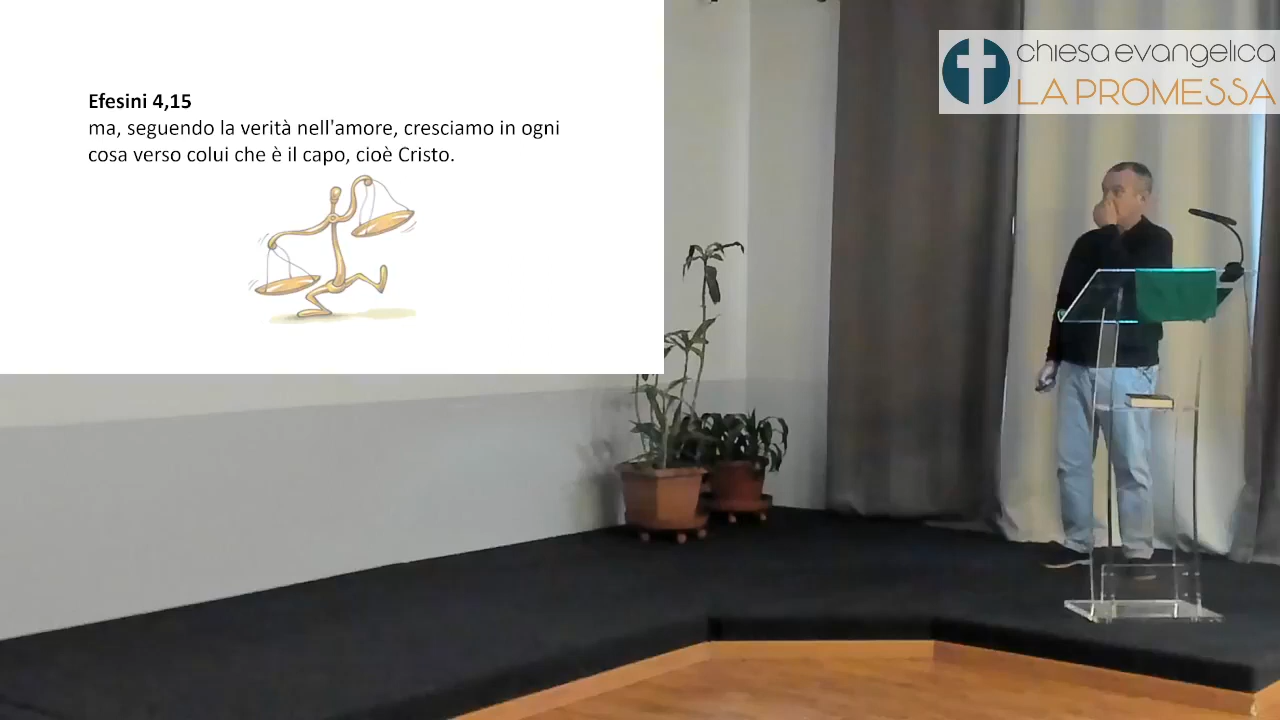 Efesini 4,15
ma, seguendo la verità nell'amore, cresciamo in ogni
cosa verso colui che è il capo, cioè Cristo.
chiesa evangelica
LA PROMESSA